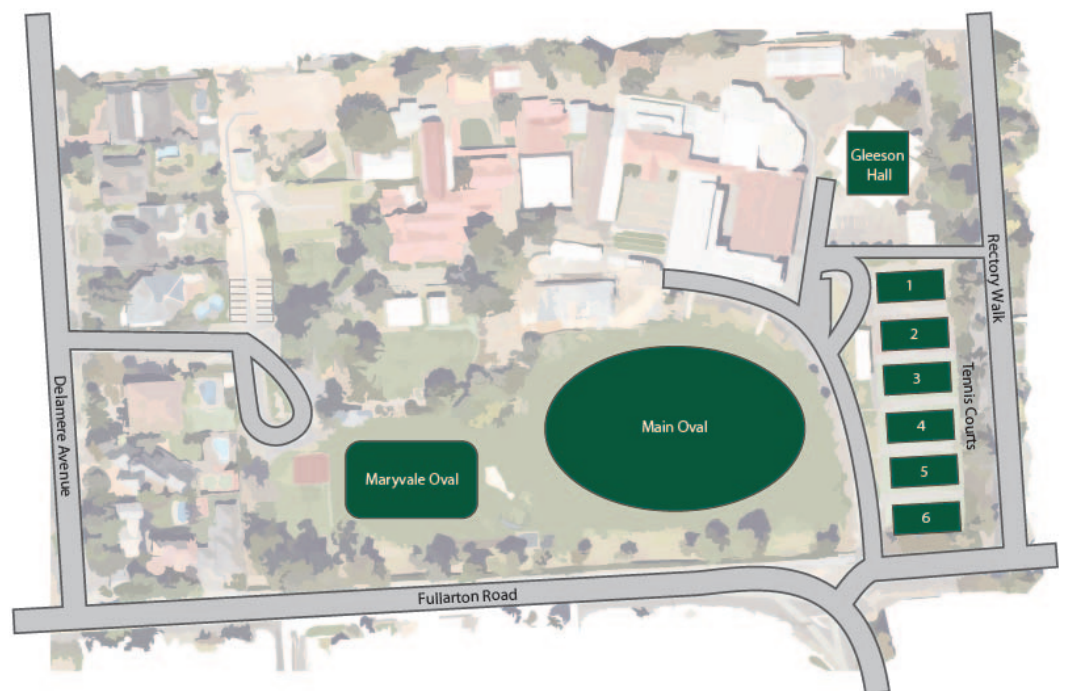 Gleeson
Hall
Rectory Walk
1
2
3
4
5
6
Tennis Courts
Main Oval
Maryvale Oval
Delamere Avenue
Fullarton Road